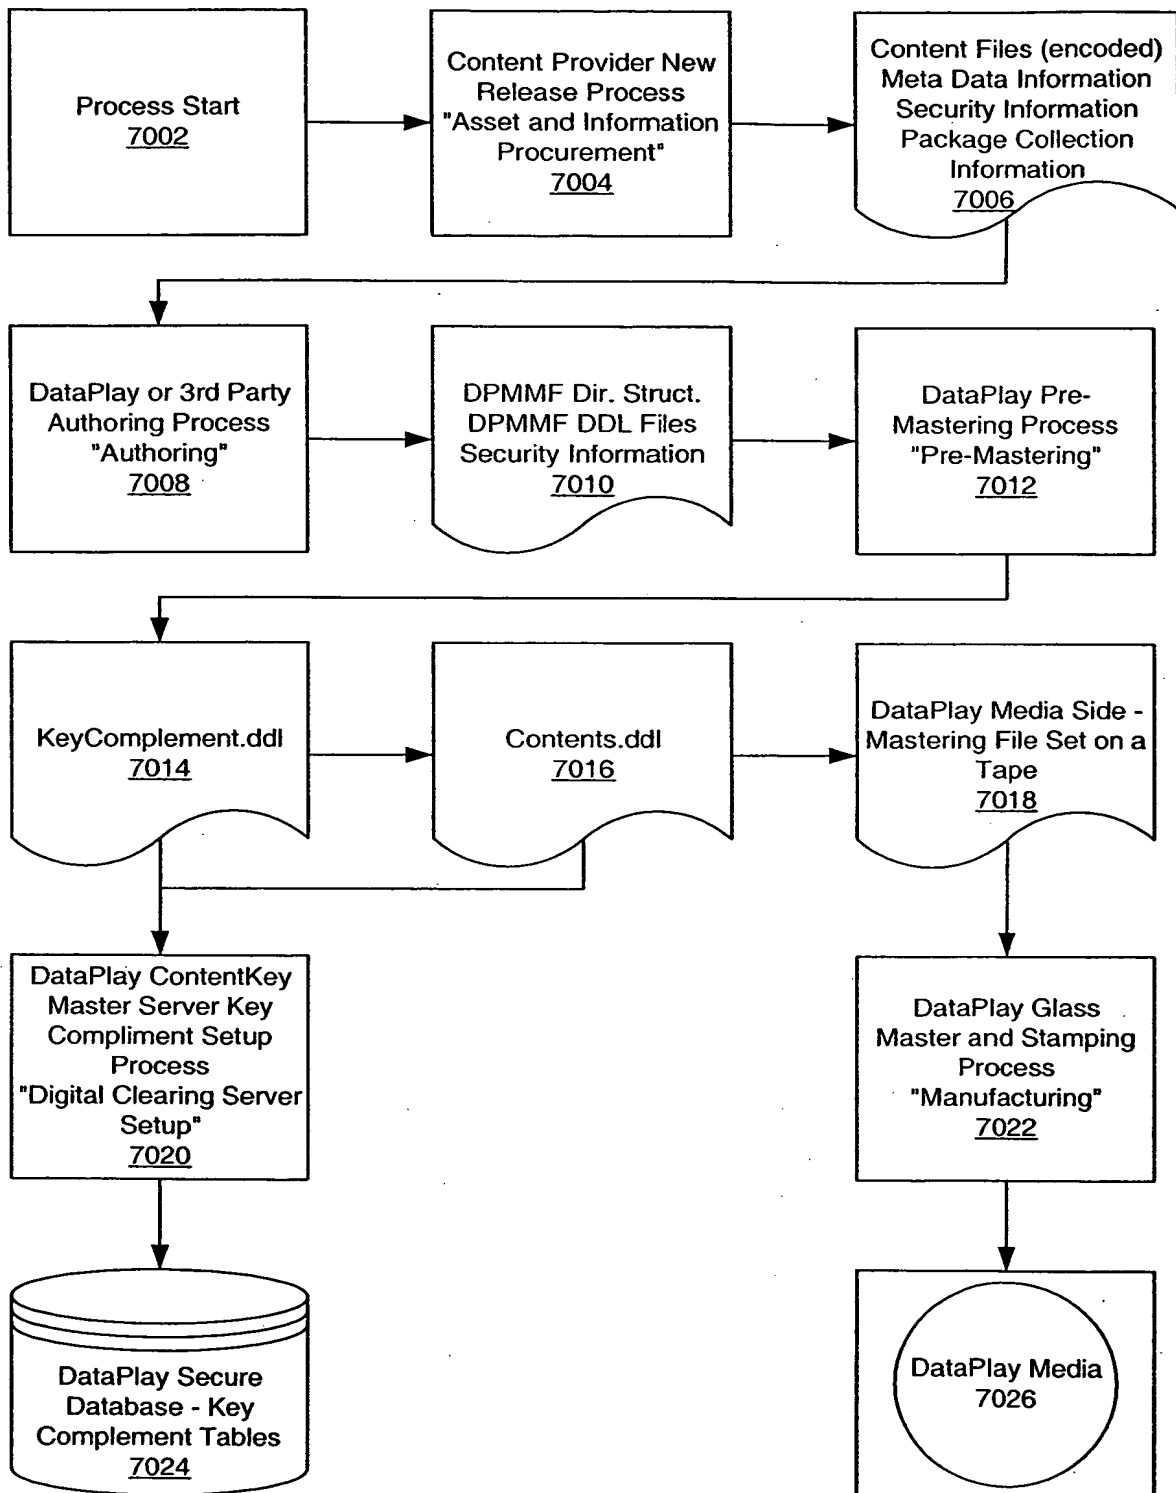 Process Start
7002
Content Provider New
Release Process
"Asset and Information
Procurement"
7004
Content Files (encoded)
Meta Data Information
Security Information
Package Collection
Information
7006
DataPlay or 3rd Party
Authoring Process
"Authoring"
7008
DPMMF Dir. Struct.
DPMMF DDL Files
Security Information
7010
DataPlay Pre-
Mastering Process
"Pre-Mastering"
7012
KeyComplement.ddl
7014
Contents.ddl
7016
DataPlay Media Side -
Mastering File Set on a
Tape
7018
DataPlay ContentKey
Master Server Key
Compliment Setup
Process
"Digital Clearing Server
Setup"
7020
DataPlay Glass
Master and Stamping
Process
"Manufacturing"
7022
DataPlay Secure
Database - Key
Complement Tables
7024
DataPlay Media
7026